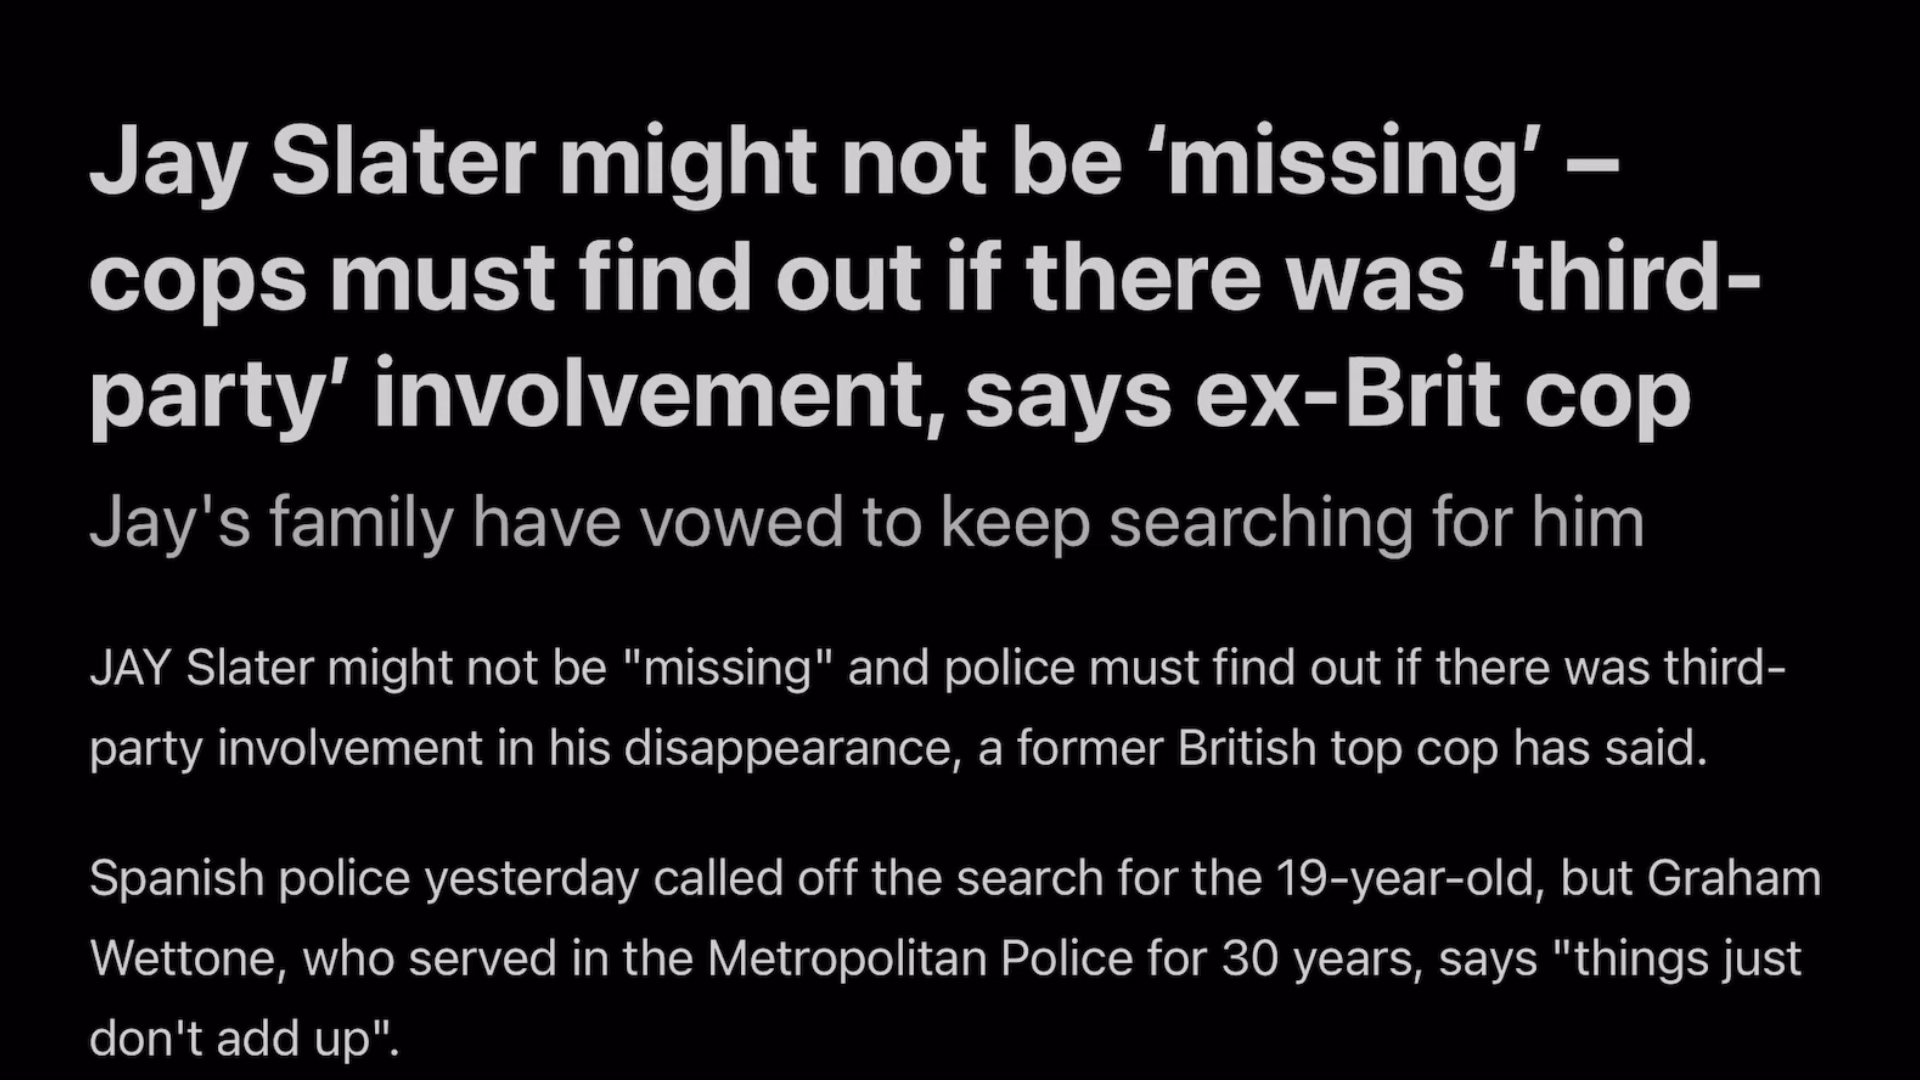 Jay Slater might not be ‘missing’ –
cops must find out if there was ‘third-
party’ involvement, says ex-Brit cop
Jay's family have vowed to keep searching for him
JAY Slater might not be "missing" and police must find out if there was third-
party involvement in his disappearance, a former British top cop has said.
Spanish police yesterday called off the search for the 19-year-old, but Graham
Wettone, who served in the Metropolitan Police for 30 years, says "things just
don't add up".